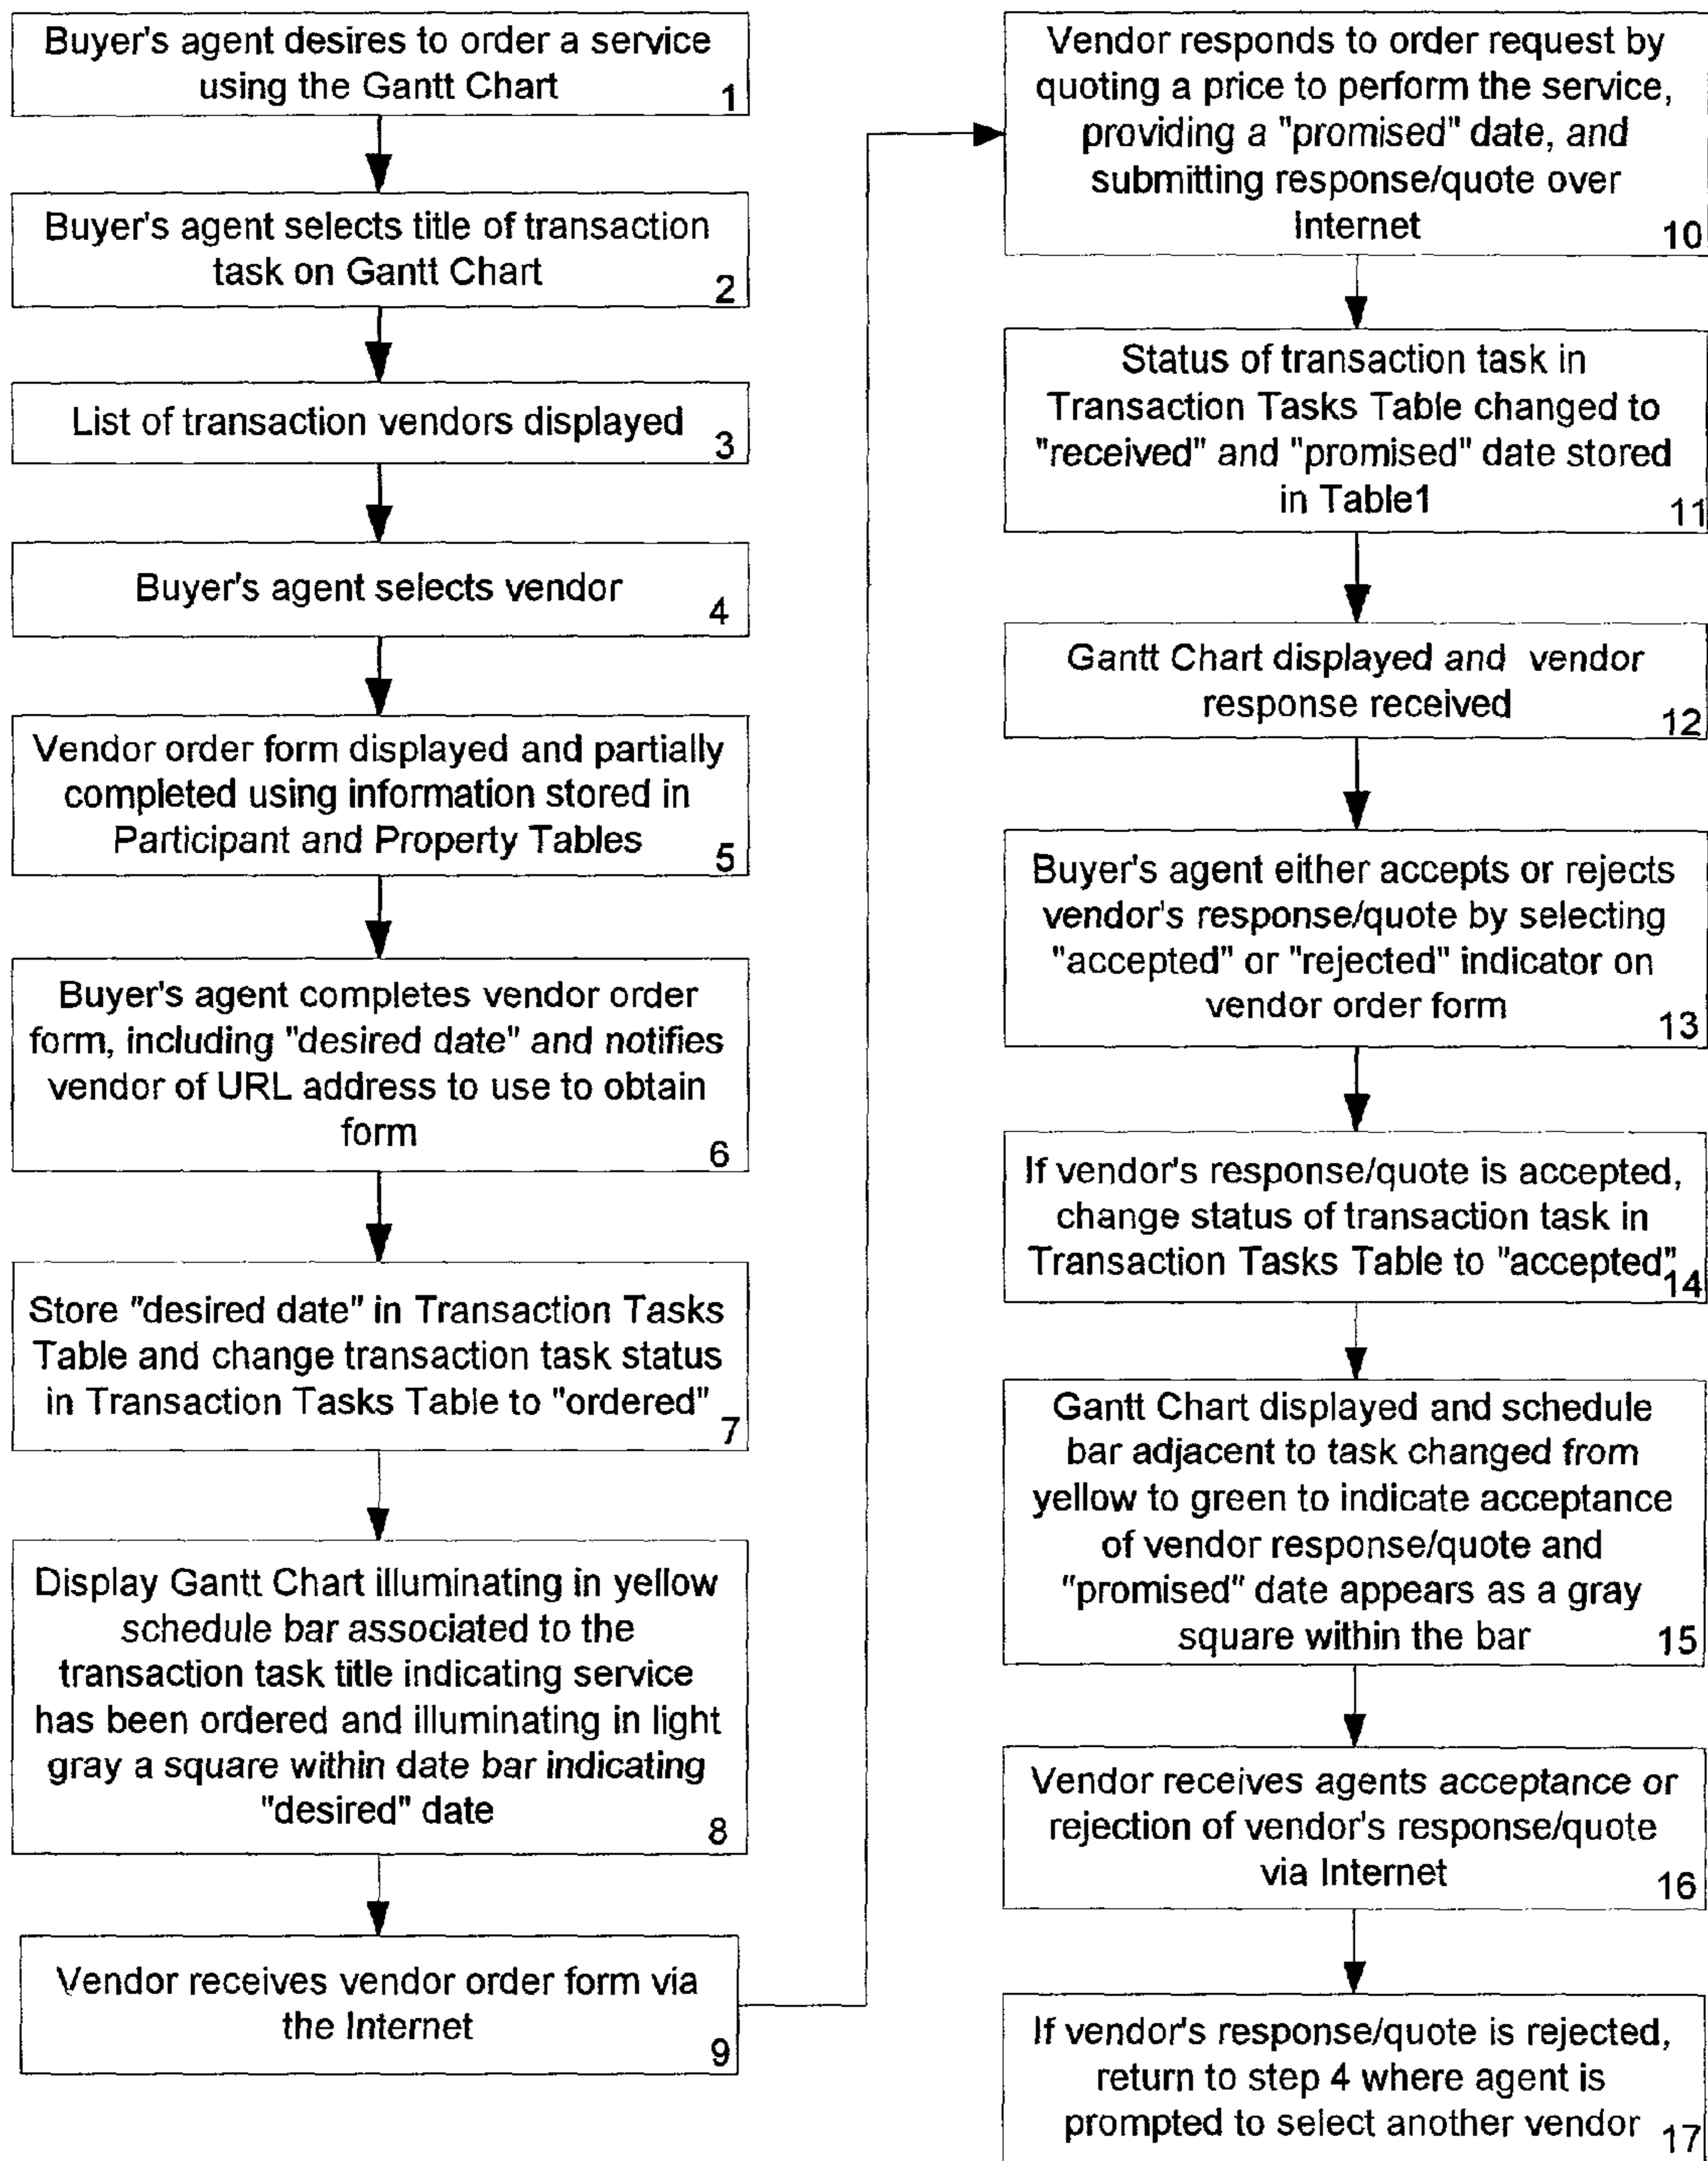 Buyer's agent desires to order a service
using the Gantt Chart
1
Buyer's agent selects title of transaction
task on Gantt Chart
2
List of transaction vendors displayed
3
Buyer's agent selects vendor
4
Vendor order form displayed and partially
completed using information stored in
Participant and Property Tables
5
Buyer's agent completes vendor order
form, including "desired date" and notifies
vendor of URL address to use to obtain
form
6
Store "desired date" in Transaction Tasks
Table and change transaction task status
in Transaction Tasks Table to "ordered"
7
Display Gantt Chart illuminating in yellow
schedule bar associated to the
transaction task title indicating service
has been ordered and illuminating in light
gray a square within date bar indicating
"desired" date
8
Vendor receives vendor order form via
the Internet
9
Vendor responds to order request by
quoting a price to perform the service,
providing a "promised" date, and
submitting response/quote over
Internet
10
Status of transaction task in
Transaction Tasks Table changed to
"received" and "promised" date stored
in Table1
11
Gantt Chart displayed and vendor
response received
12
Buyer's agent either accepts or rejects
vendor's response/quote by selecting
"accepted" or "rejected" indicator on
vendor order form
13
If vendor's response/quote is accepted,
change status of transaction task in
Transaction Tasks Table to "accepted"
14
Gantt Chart displayed and schedule
bar adjacent to task changed from
yellow to green to indicate acceptance
of vendor response/quote and
"promised" date appears as a gray
square within the bar
15
Vendor receives agents acceptance or
rejection of vendor's response/quote
via Internet
16
If vendor's response/quote is rejected,
return to step 4 where agent is
prompted to select another vendor
17